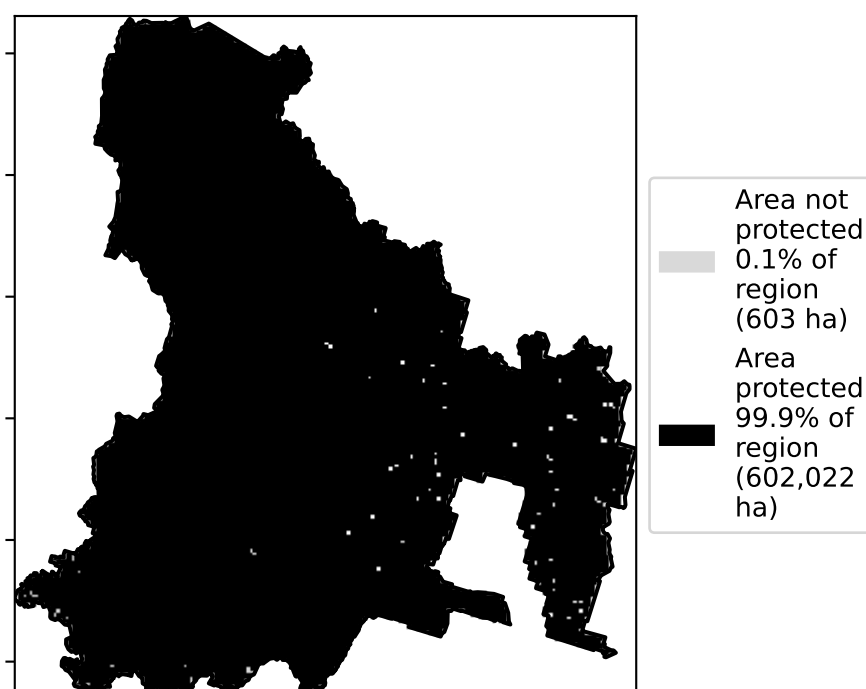 Area not
protected
0.1% of
region
(603 ha)
Area
protected
99.9% of
region
(602,022
ha)